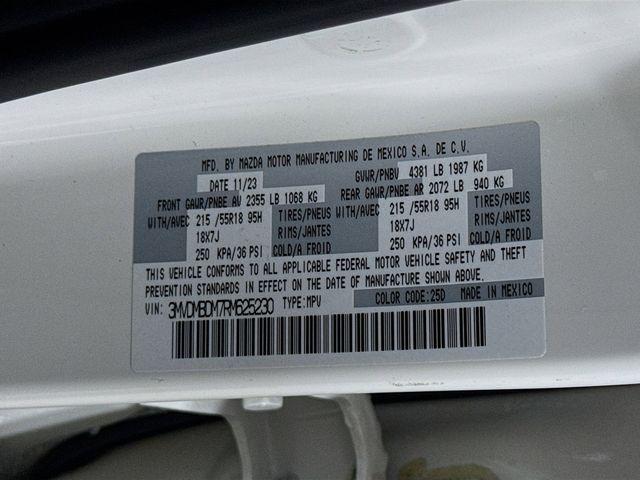 MFD. BY MAZDA MOTOR MANUFACTURING DE MEXICO S.A. DE C.V.
DATE 11/23 GVWR/PNBV 4381 LB 1987 KG
FRONT GAWR/PNBE AV 2355 LB 1068 KG REAR GAWR/PNBE AR 2072 LB 940 KG
WITH/AVEC 215 /55R18 95H TIRES/PNEUS WITH/AVEC 215 /55R18 95H TIRES/PNEUS
18X7J RIMS/JANTES 18X7J RIMS/JANTES
250 KPA/36 PSI COLD/A FROID 250 KPA/36 PSI COLD/A FROID
THIS VEHICLE CONFORMS TO ALL APPLICABLE FEDERAL MOTOR VEHICLE SAFETY AND THEFT
PREVENTION STANDARDS IN EFFECT ON THE DATE OF MANUFACTURE SHOWN ABOVE.
VIN: 3MVDMBDM7RM625230 TYPE:MPV COLOR CODE:25D MADE IN MEXICO